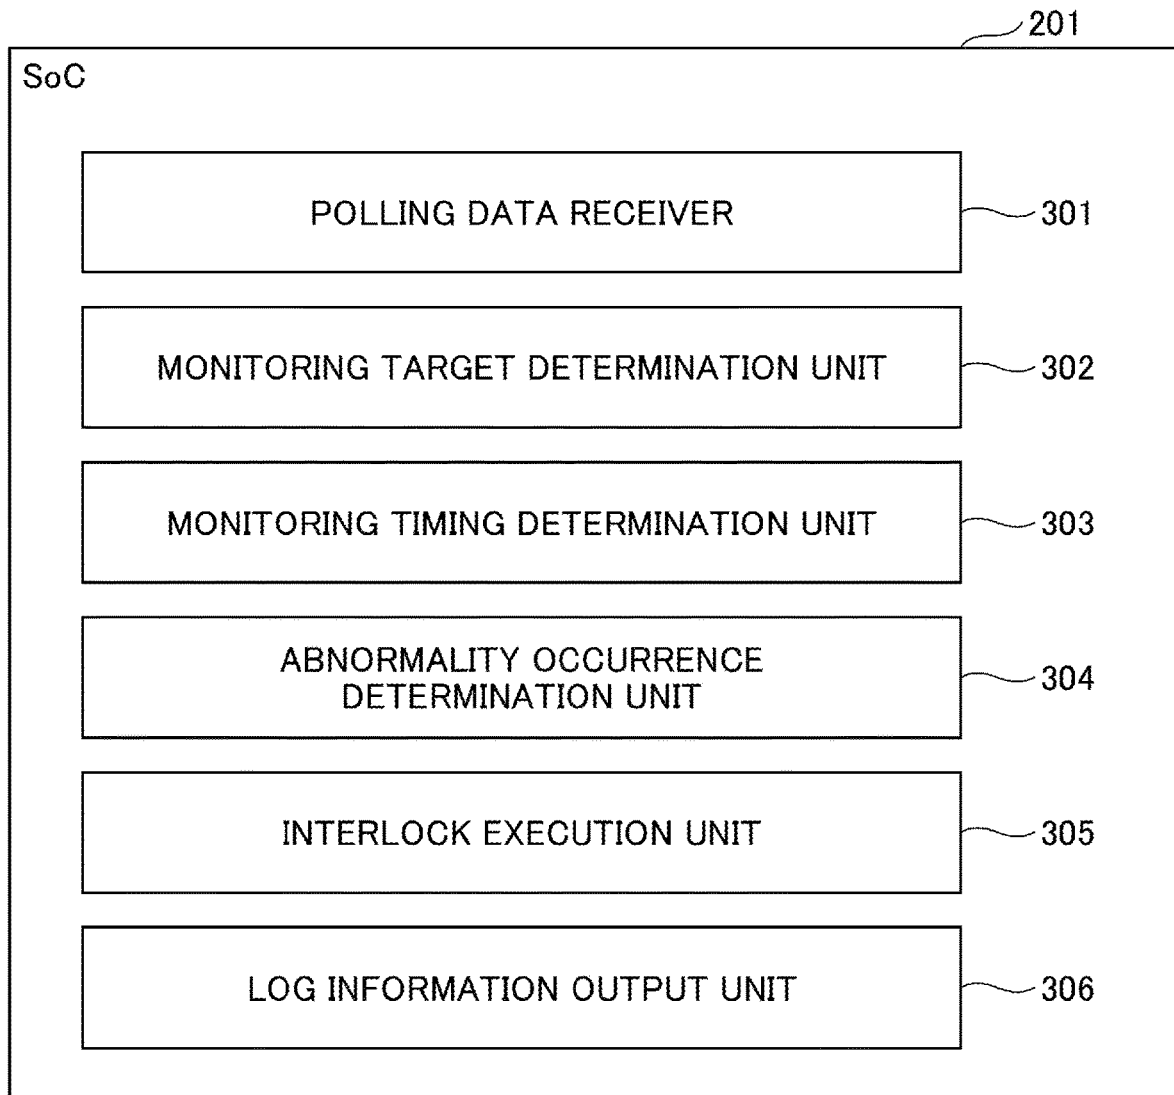 201
SoC
POLLING DATA RECEIVER
301
MONITORING TARGET DETERMINATION UNIT
302
MONITORING TIMING DETERMINATION UNIT
303
ABNORMALITY OCCURRENCE
DETERMINATION UNIT
304
INTERLOCK EXECUTION UNIT
305
LOG INFORMATION OUTPUT UNIT
306